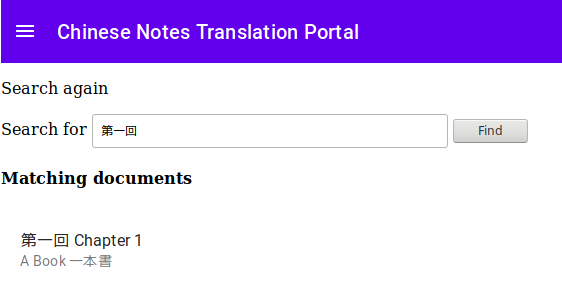 Chinese Notes Translation Portal
Search again
Search for 第一回 Find
Matching documents
第一回 Chapter 1
A Book 一本書